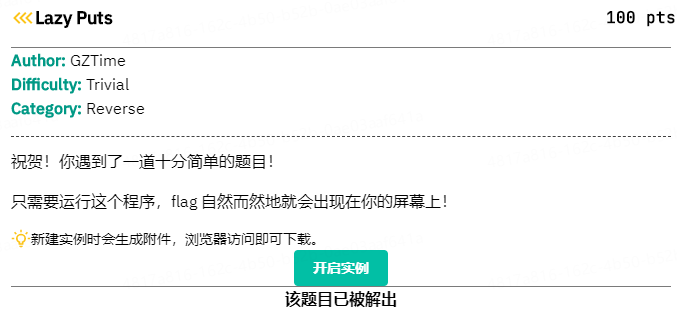 Lazy Puts 100 pts
Author: GZTime
Difficulty: Trivial
Category: Reverse
祝贺！你遇到了一道十分简单的题目！
只需要运行这个程序，flag 自然而然地就会出现在你的屏幕上！
新建实例时会生成附件，浏览器访问即可下载。
开启实例
该题目已被解出